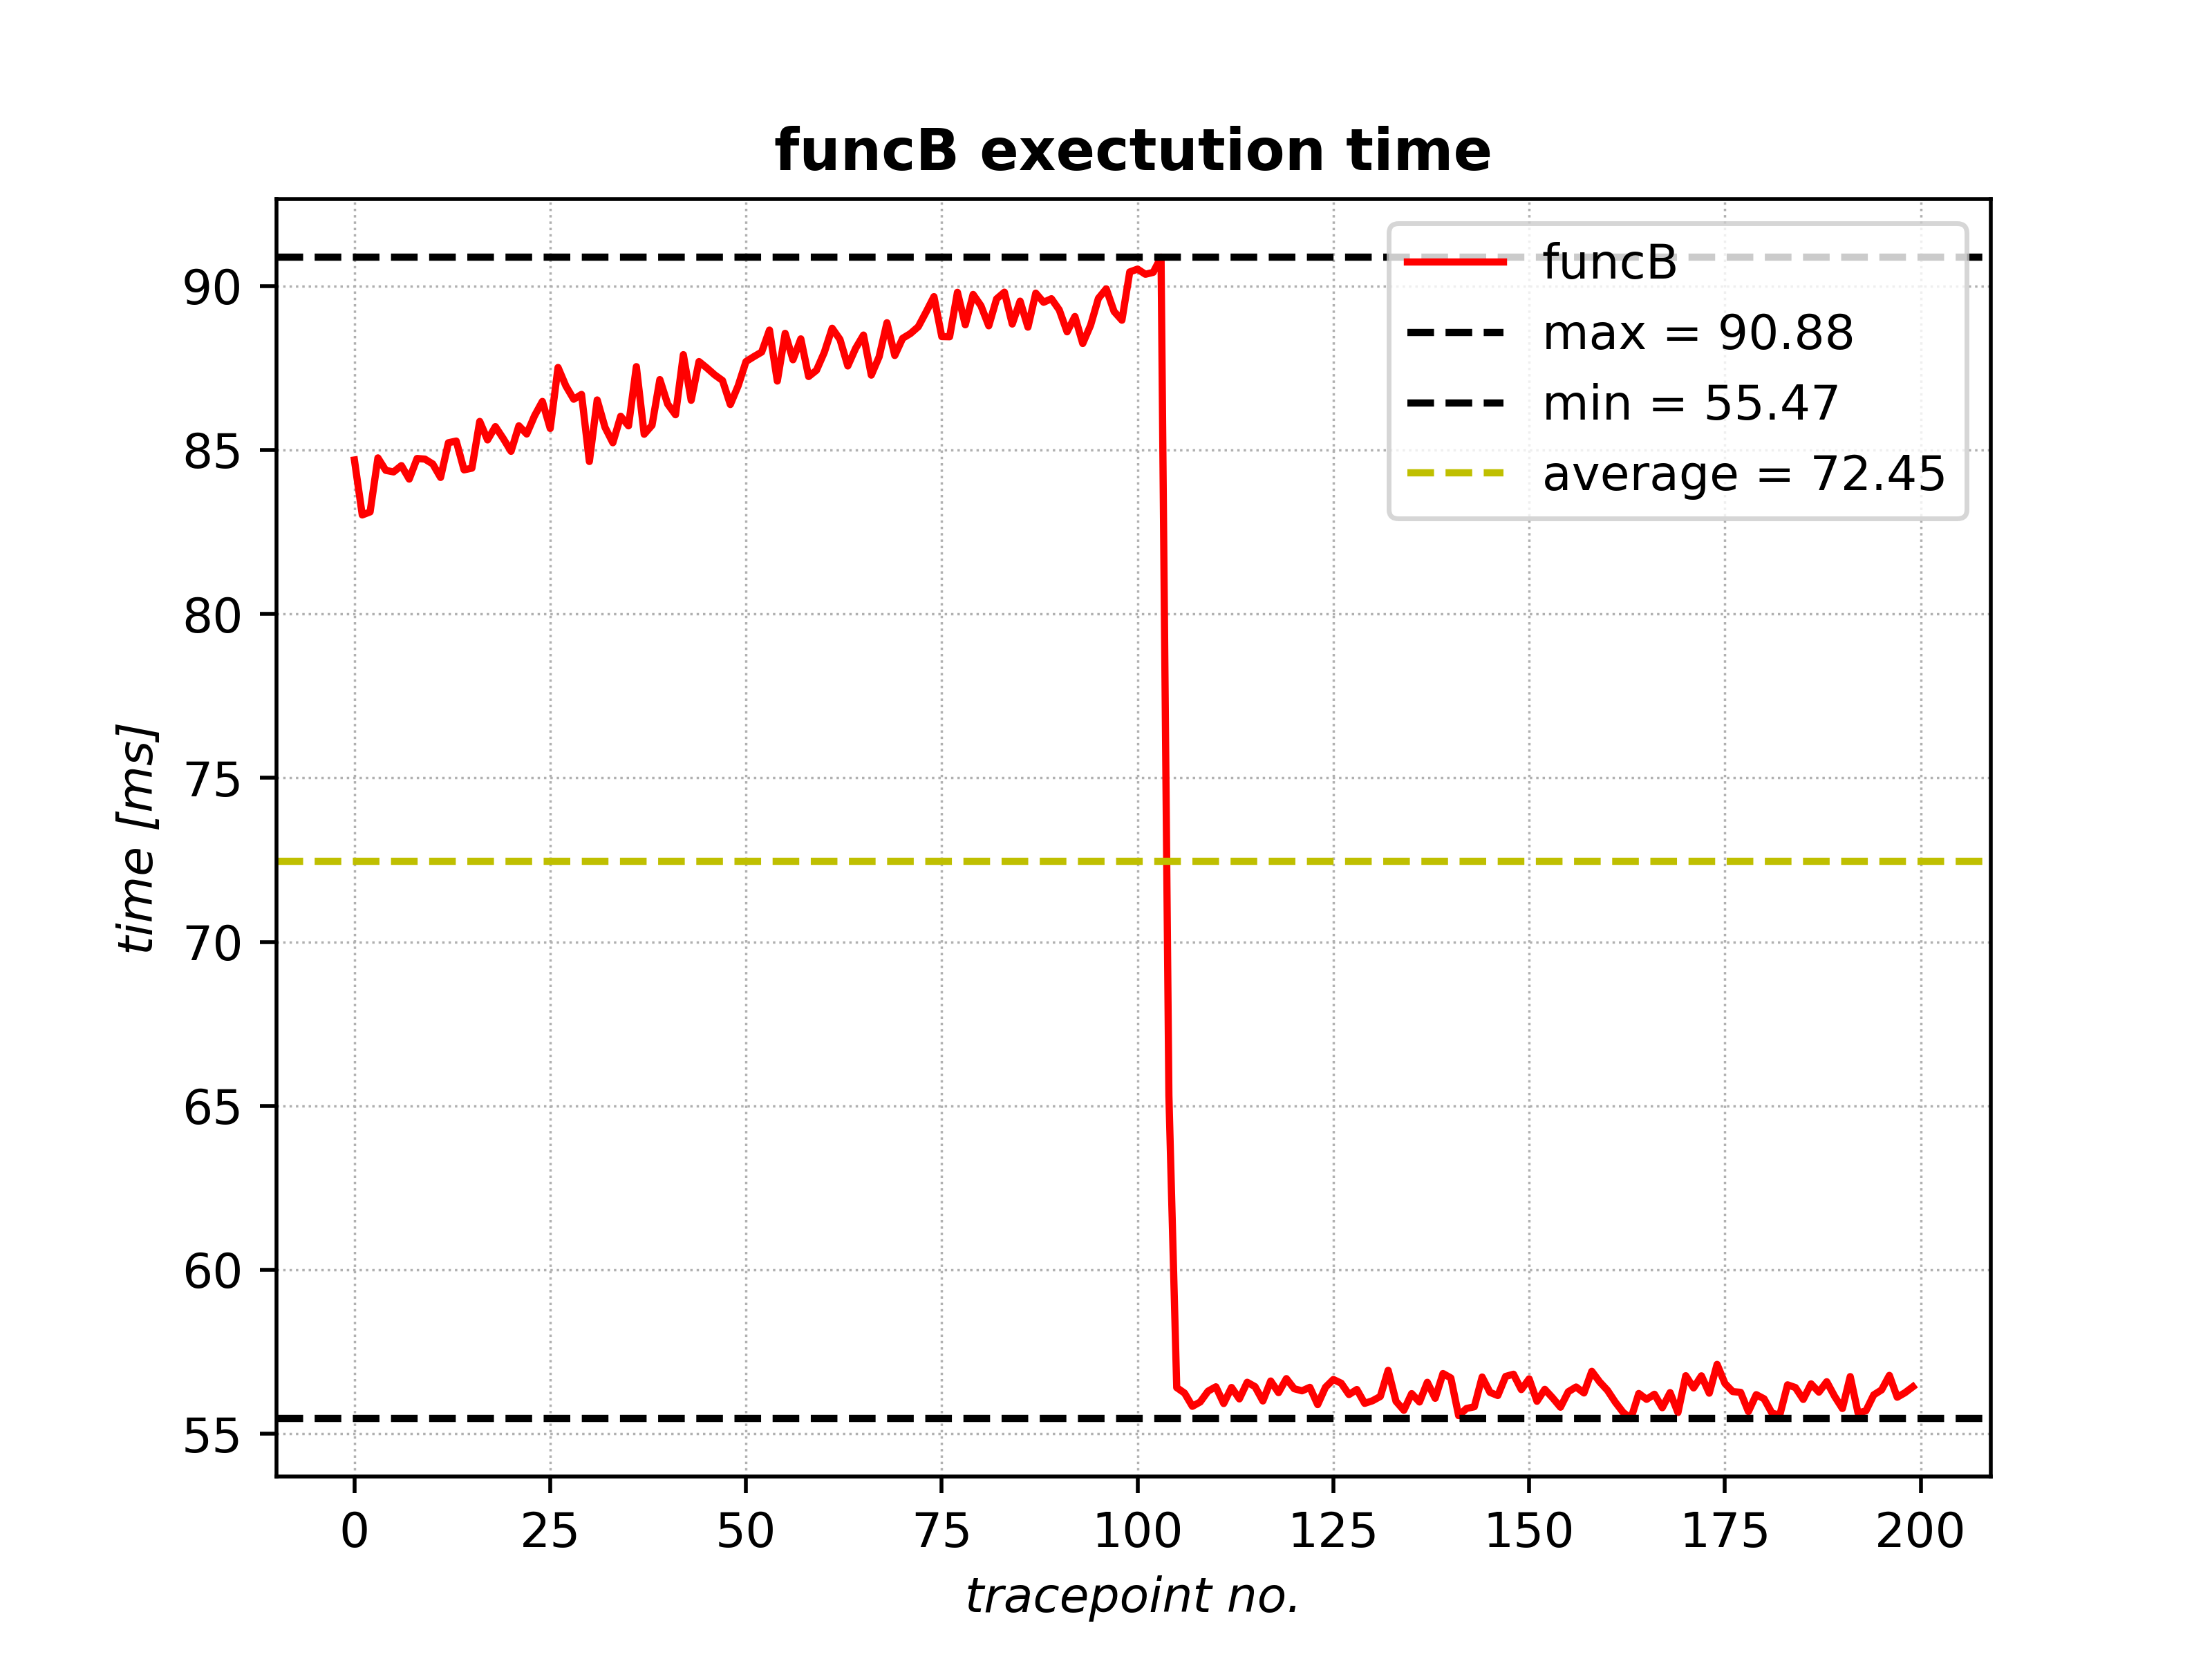 funcB exectution time
funcB
max = 90.88
min = 55.47
average = 72.45
time [ms]
90
85
80
75
70
65
60
55
0 25 50 75 100 125 150 175 200
tracepoint no.